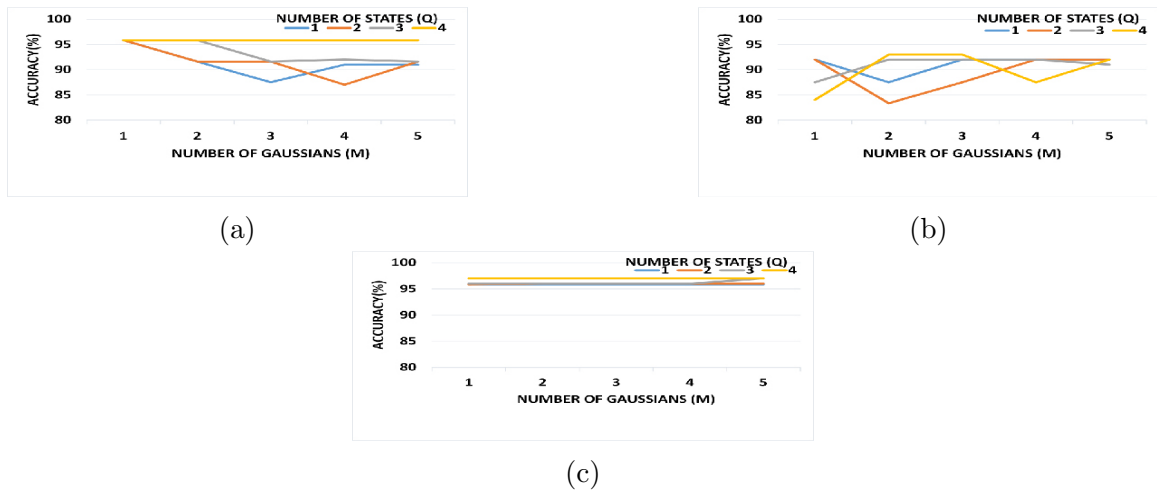 NUMBER OF STATES (Q)
1 2 3 4
ACCURACY(%)
100
95
90
85
80
1 2 3 4 5
NUMBER OF GAUSSIANS (M)
(a)
NUMBER OF STATES (Q)
1 2 3 4
ACCURACY(%)
100
95
90
85
80
1 2 3 4 5
NUMBER OF GAUSSIANS (M)
(b)
NUMBER OF STATES (Q)
1 2 3 4
ACCURACY(%)
100
95
90
85
80
1 2 3 4 5
NUMBER OF GAUSSIANS (M)
(c)